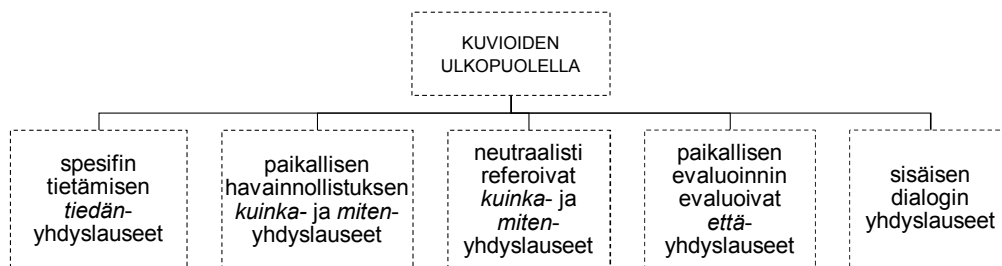 KUVIOIDEN
ULKOPUOLELLA
spesifin
tietämisen
tiedän-
yhdyslauseet
paikallisen
havainnollistuksen
kuinka- ja miten-
yhdyslauseet
neutraalisti
referoivat
kuinka- ja
miten-
yhdyslauseet
paikallisen
evaluoinnin
evaluoivat
että-
yhdyslauseet
sisäisen
dialogin
yhdyslauseet